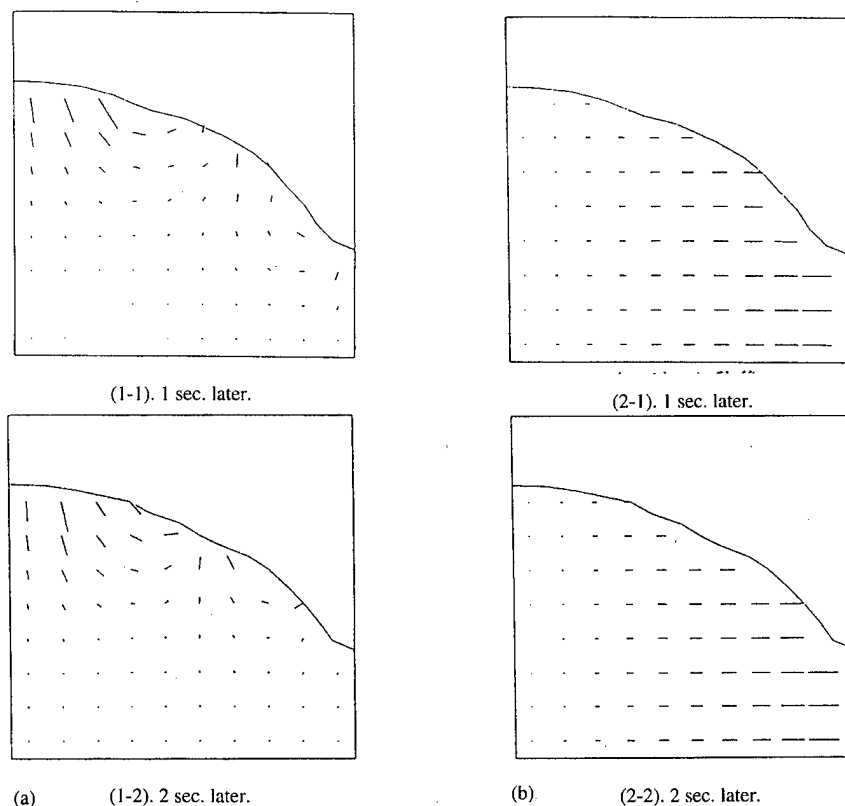 (1-1). 1 sec. later.
(2-1). 1 sec. later.
(a)
(1-2). 2 sec. later.
(b)
(2-2). 2 sec. later.